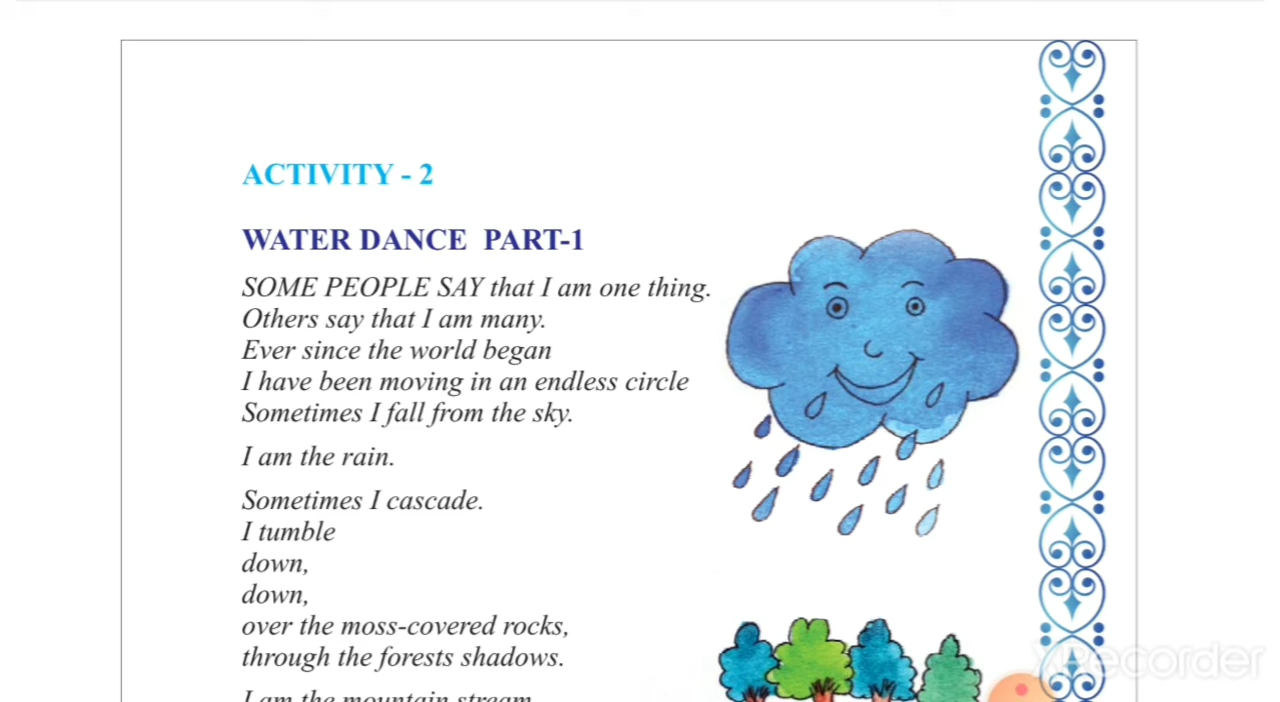 ACTIVITY - 2
WATER DANCE PART-1
SOME PEOPLE SAY that I am one thing.
Others say that I am many.
Ever since the world began
I have been moving in an endless circle
Sometimes I fall from the sky.
I am the rain.
Sometimes I cascade.
I tumble
down,
down,
over the moss-covered rocks,
through the forests shadows.
I am the mountain stream
XRecorder